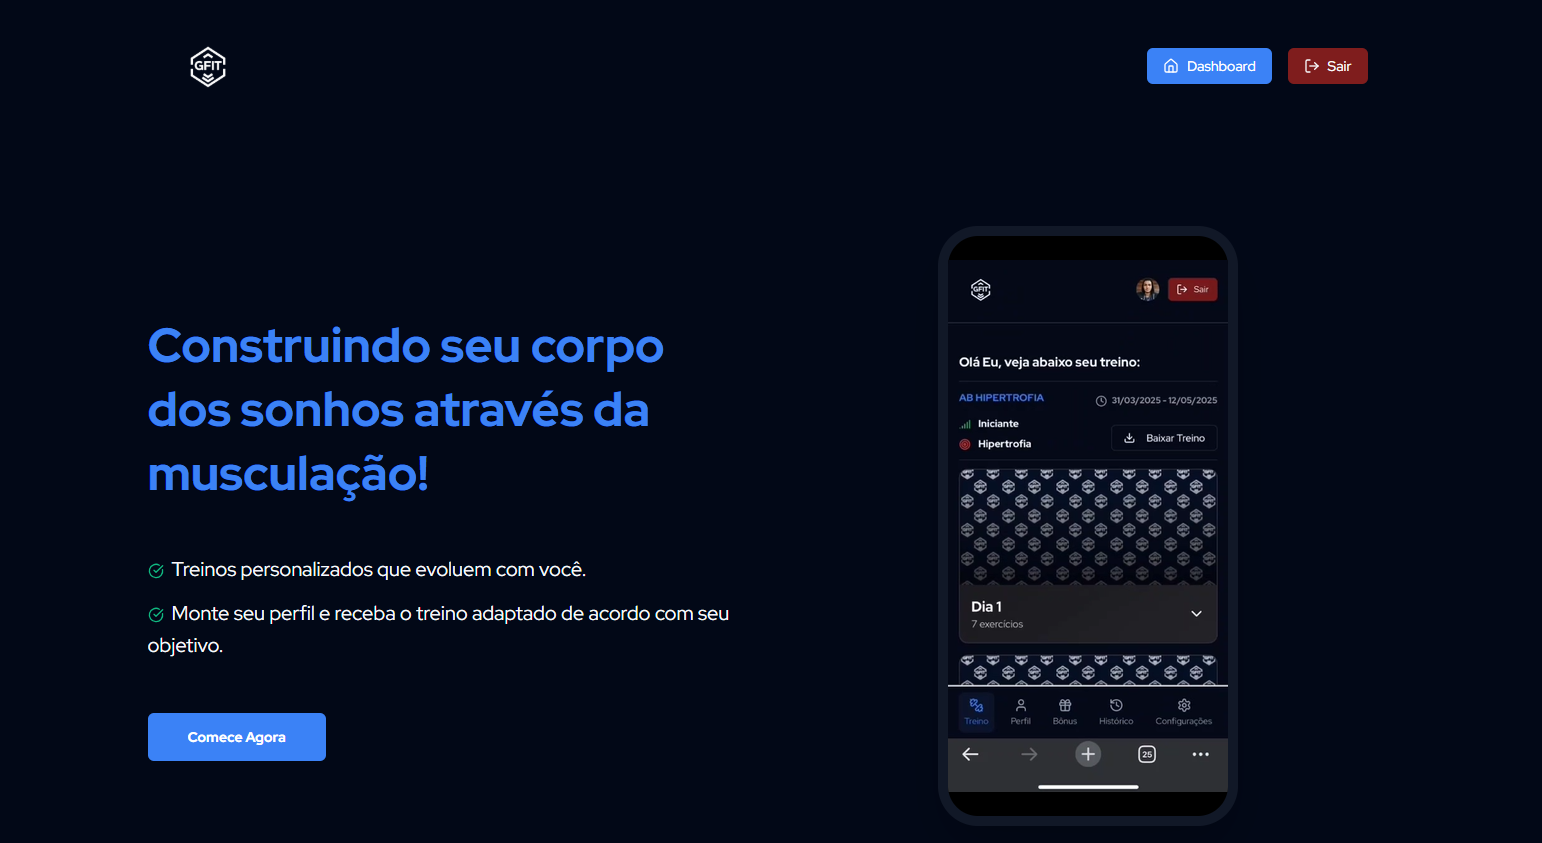 GFIT
Dashboard
Sair
Construindo seu corpo
dos sonhos através da
musculação!
Treinos personalizados que evoluem com você.
Monte seu perfil e receba o treino adaptado de acordo com seu
objetivo.
Comece Agora
GFIT
Sair
Olá Eu, veja abaixo seu treino:
AB HIPERTROFIA
31/03/2025 - 12/05/2025
Iniciante
Hipertrofia
Baixar Treino
Dia 1
7 exercícios
Treino
Perfil
Bônus
Histórico
Configurações
25